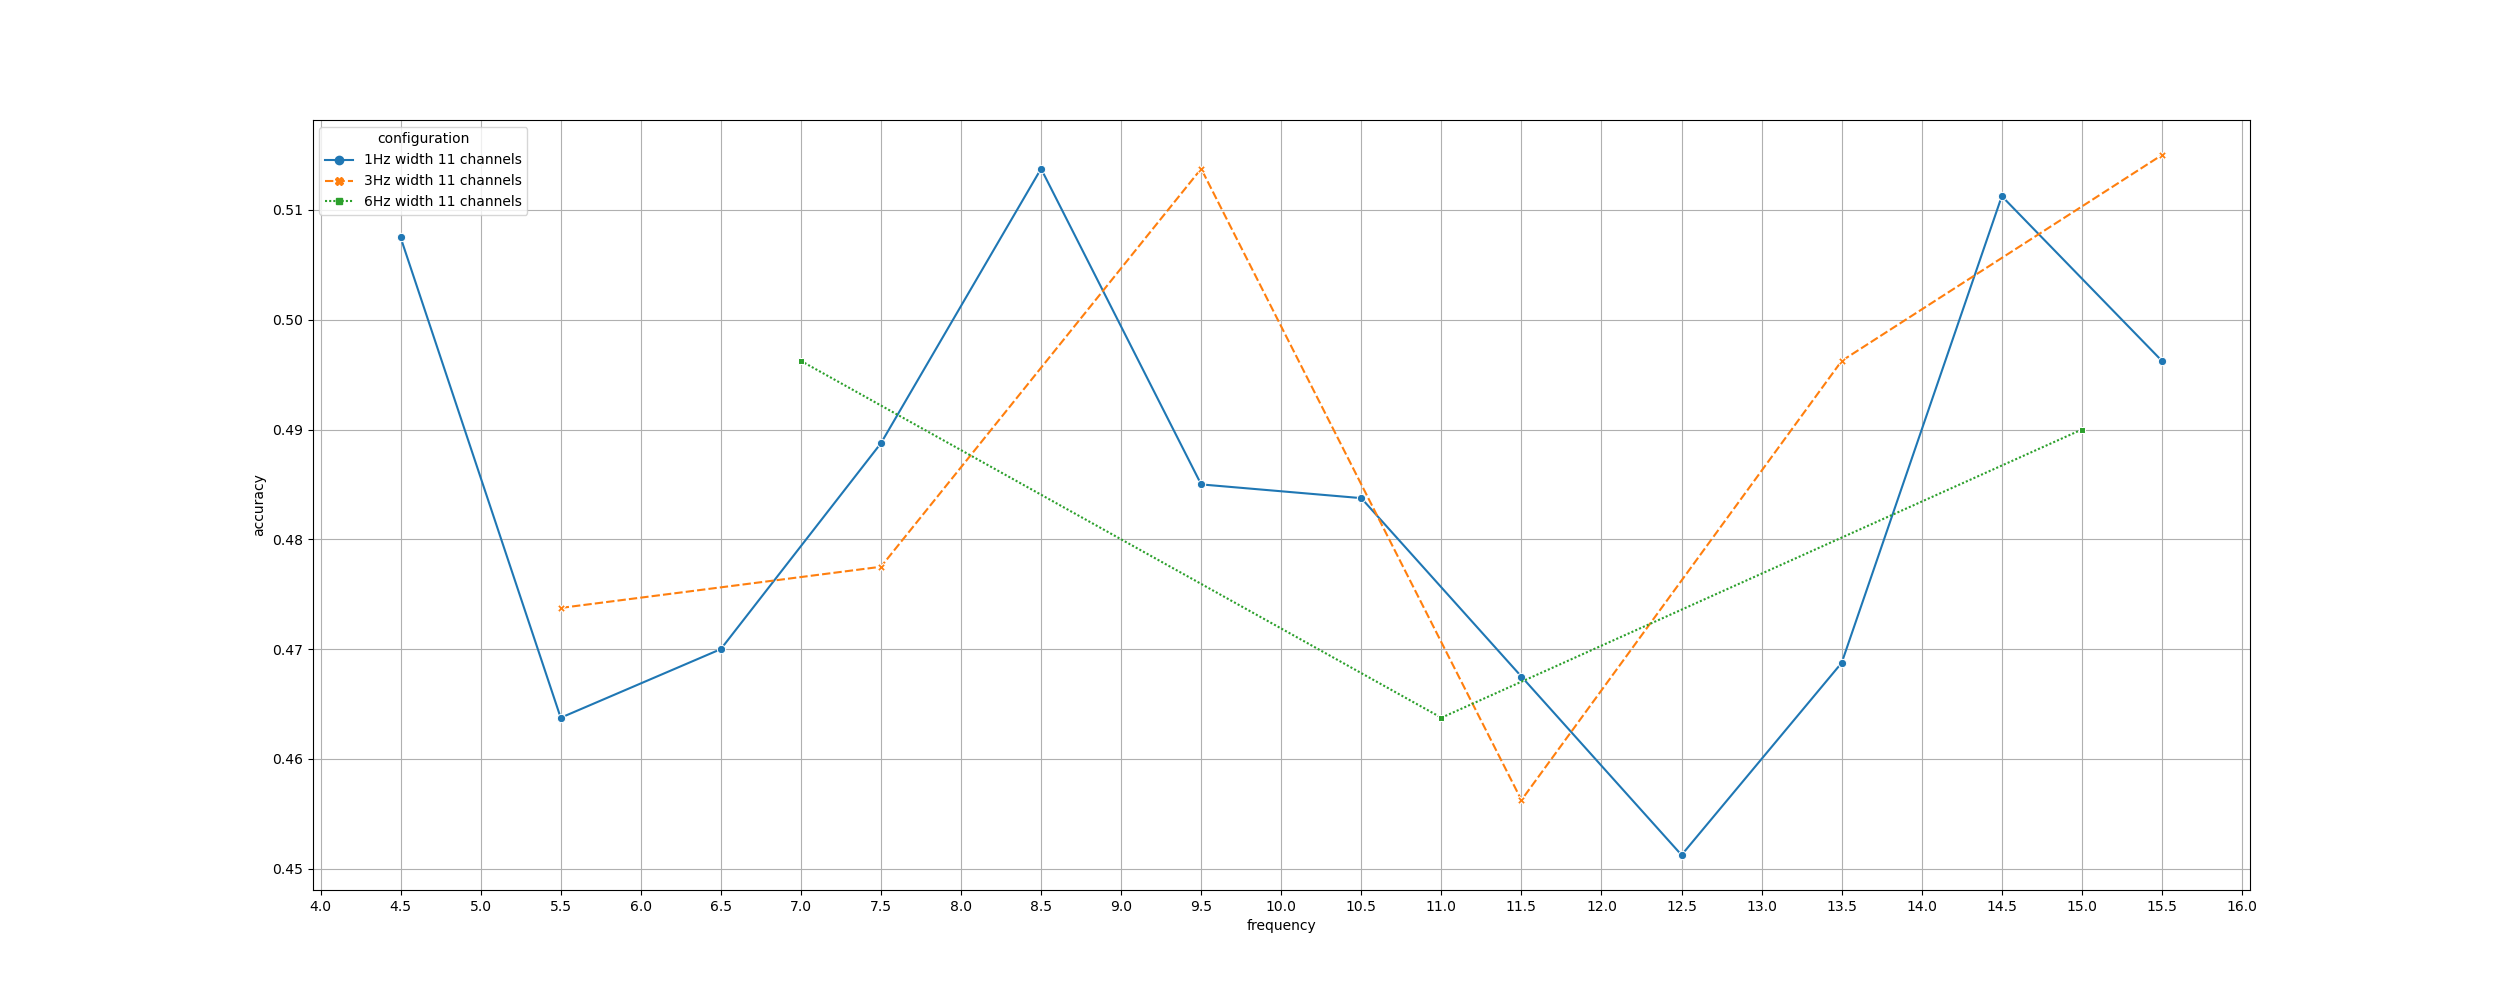 configuration
1Hz width 11 channels
3Hz width 11 channels
6Hz width 11 channels
0.51
0.50
0.49
0.48
0.47
0.46
0.45
accuracy
4.0 4.5 5.0 5.5 6.0 6.5 7.0 7.5 8.0 8.5 9.0 9.5 10.0 10.5 11.0 11.5 12.0 12.5 13.0 13.5 14.0 14.5 15.0 15.5 16.0
frequency